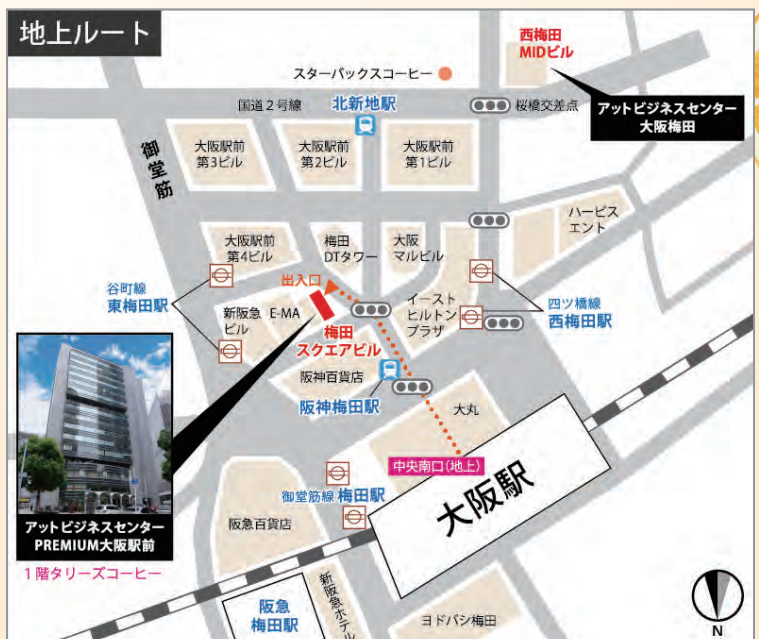 地上ルート
西梅田
MIDビル
スターバックスコーヒー
アットビジネスセンター
大阪梅田
国道2号線
北新地駅
桜橋交差点
御堂筋
大阪駅前
第3ビル
大阪駅前
第2ビル
大阪駅前
第1ビル
ハービス
エント
大阪駅前
第4ビル
梅田
DTタワー
大阪
マルビル
谷町線
東梅田駅
出入口
新阪急
ビル
E-MA
イースト
ヒルトン
プラザ
四ツ橋線
西梅田駅
梅田
スクエアビル
阪神百貨店
阪神梅田駅
大丸
中央南口(地上)
大阪駅
御堂筋線 梅田駅
阪急百貨店
アットビジネスセンター
PREMIUM大阪駅前
1階タリーズコーヒー
阪急
梅田駅
新阪急ホテル
ヨドバシ梅田
N